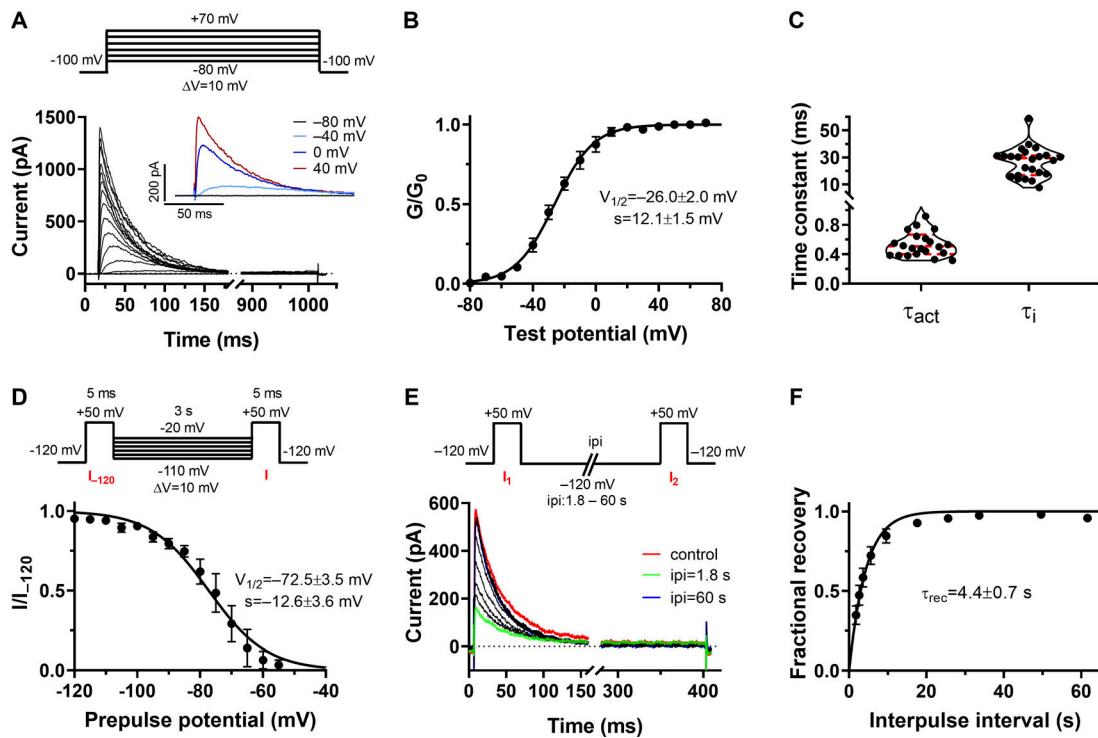 A
+70 mV
-100 mV
-100 mV
-80 mV
ΔV=10 mV
1500
1250
1000
750
500
250
0
Current (pA)
0
50
100
150
900
1000
Time (ms)
200 pA
50 ms
−80 mV
−40 mV
0 mV
40 mV
B
1.0
0.5
0.0
G/G0
-80
-40
0
40
80
Test potential (mV)
V1/2=−26.0±2.0 mV
s=12.1±1.5 mV
C
Time constant (ms)
50
30
10
0.8
0.4
0.0
τact
τi
D
5 ms
5 ms
+50 mV
3 s
+50 mV
-20 mV
-120 mV
-120 mV
-110 mV
ΔV=10 mV
I−120
I
1.0
0.5
1.0
I/I−120
V1/2=−72.5±3.5 mV
s=−12.6±3.6 mV
-120
-100
-80
-60
-40
Prepulse potential (mV)
E
+50 mV
+50 mV
ipi
−120 mV
−120 mV
−120 mV
ipi:1.8 – 60 s
I1
I2
600
400
200
0
Current (pA)
control
ipi=1.8 s
ipi=60 s
0
50
100
150
300
400
Time (ms)
F
1.0
0.5
0.0
Fractional recovery
τrec=4.4±0.7 s
0
20
40
60
Interpulse interval (s)